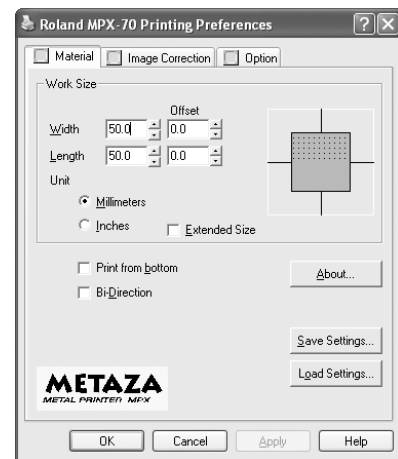 Roland MPX-70 Printing Preferences
Material Image Correction Option
Work Size
Offset
Width 50.0 0.0
Length 50.0 0.0
Unit
Millimeters
Inches Extended Size
Print from bottom About...
Bi-Direction
Save Settings...
Load Settings...
METAZA
METAL PRINTER MPX
OK Cancel Apply Help